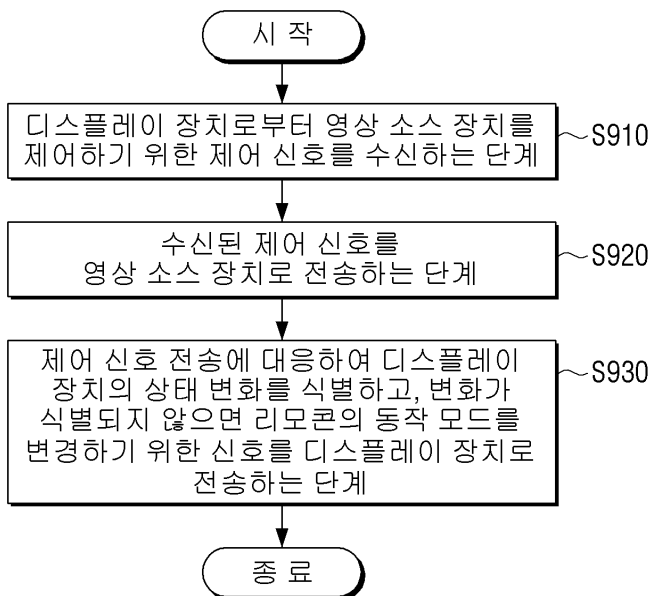 시 작
디스플레이 장치로부터 영상 소스 장치를
제어하기 위한 제어 신호를 수신하는 단계
S910
수신된 제어 신호를
영상 소스 장치로 전송하는 단계
S920
제어 신호 전송에 대응하여 디스플레이
장치의 상태 변화를 식별하고, 변화가
식별되지 않으면 리모콘의 동작 모드를
변경하기 위한 신호를 디스플레이 장치로
전송하는 단계
S930
종 료